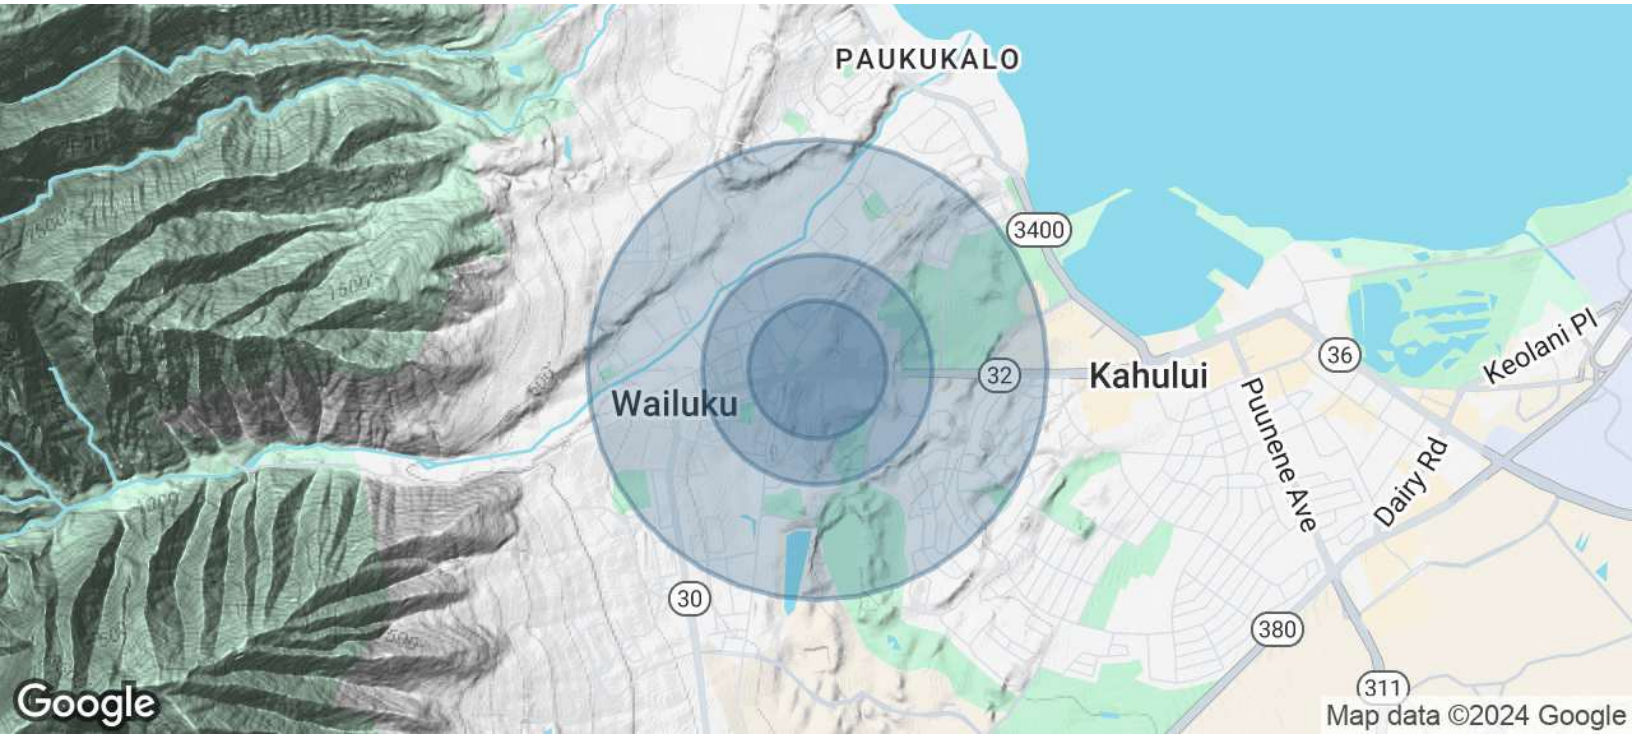 PAUKUKALO
3400
Keolani Pl
36
32
Kahului
Wailuku
Puunene Ave
Dairy Rd
1500
30
380
311
Google
Map data ©2024 Google